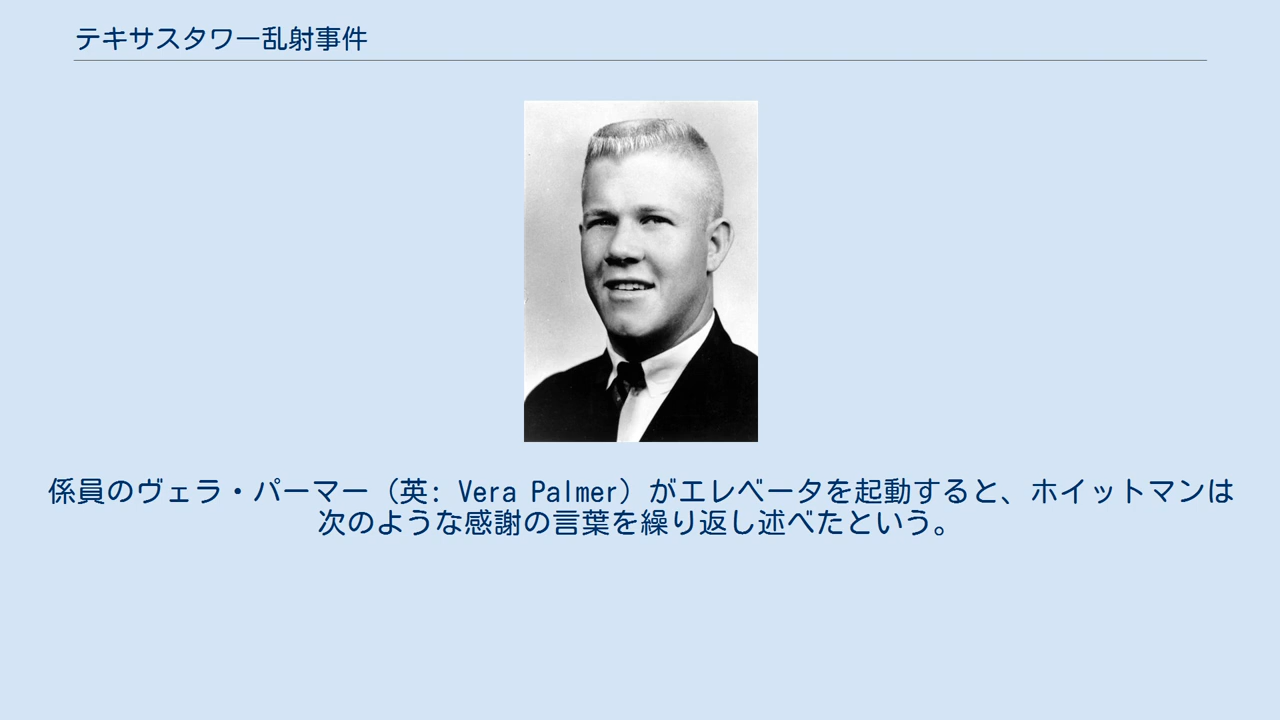 テキサスタワー乱射事件
係員のヴェラ・パーマー（英: Vera Palmer）がエレベータを起動すると、ホイットマンは
次のような感謝の言葉を繰り返し述べたという。